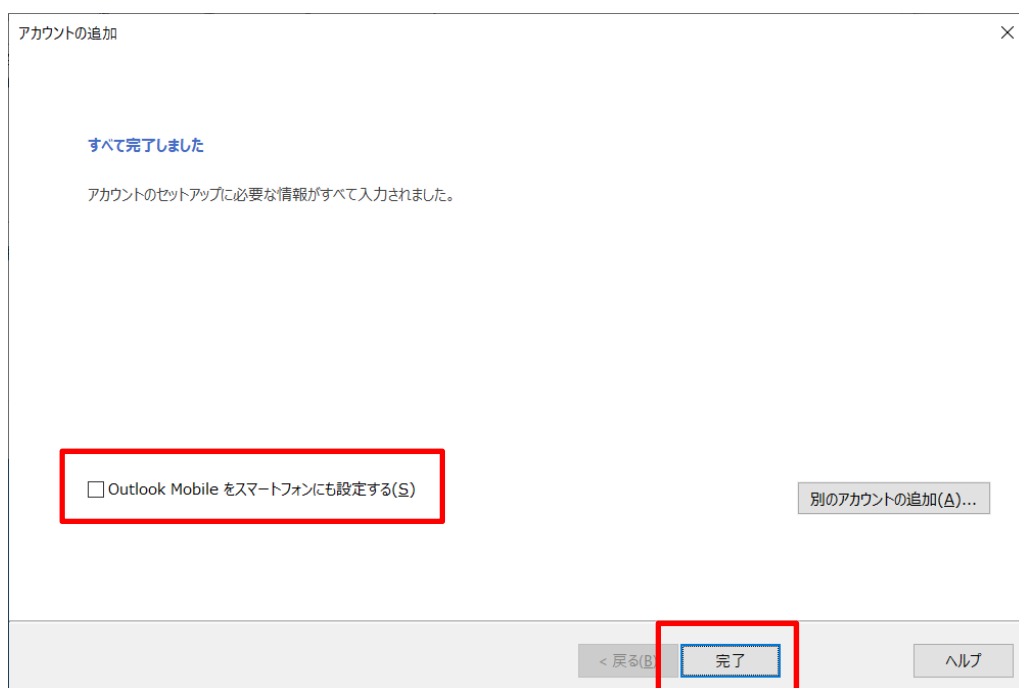 アカウントの追加
すべて完了しました
アカウントのセットアップに必要な情報がすべて入力されました。
Outlook Mobile をスマートフォンにも設定する(S)
別のアカウントの追加(A)...
< 戻る(B)
完了
ヘルプ